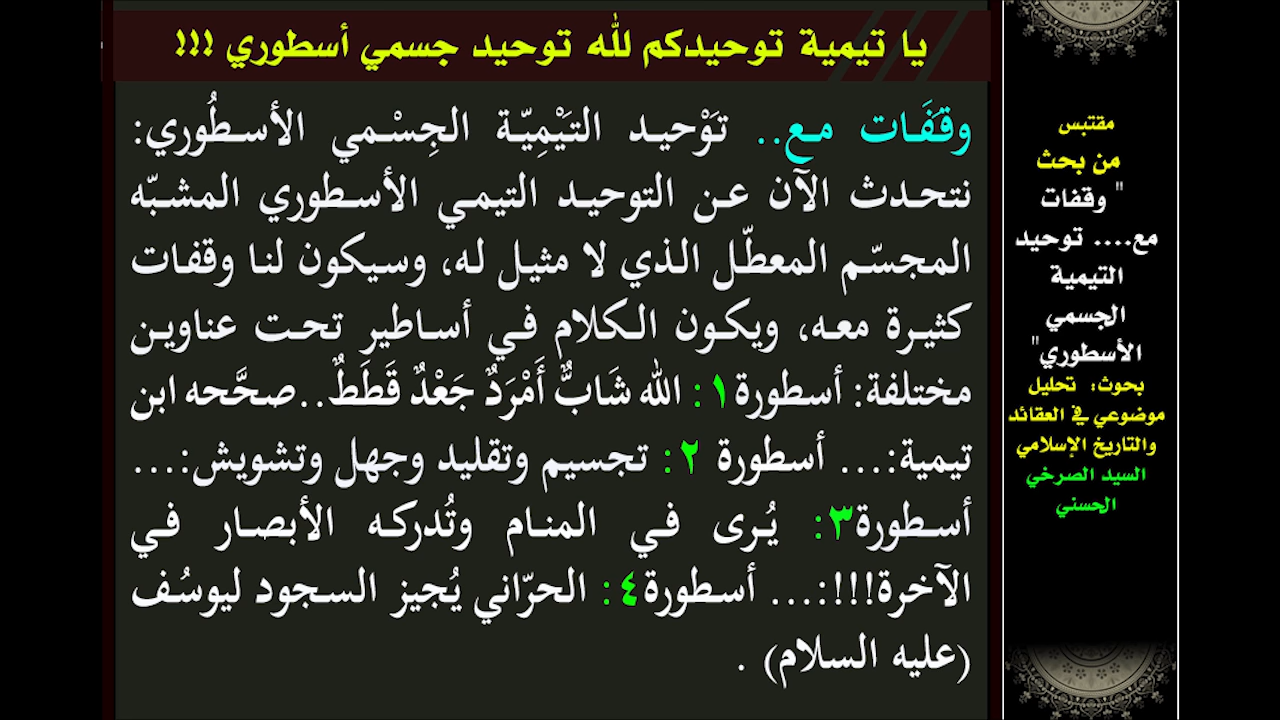 يا تيمية توحيدكم لله توحيد جسمي أسطوري !!!
وقَفَات مع.. تَوْحيد التَيْمِيّة الجِسْمي الأسطُوري:
نتحدث الآن عن التوحيد التيمي الأسطوري المشبّه
المجسّم المعطّل الذي لا مثيل له، وسيكون لنا وقفات
كثيرة معه، ويكون الكلام في أساطير تحت عناوين
مختلفة: أسطورة١: الله شَابٌّ أَمْرَدٌ جَعْدٌ قَطَطٌ..صحَّحه ابن
تيمية:... أسطورة ٢: تجسيم وتقليد وجهل وتشويش:...
أسطورة٣: يُرى في المنام وتُدركه الأبصار في
الآخرة!!!:... أسطورة٤: الحرّاني يُجيز السجود ليوسُف
(عليه السلام) .
مقتبس
من بحث
" وقفات
مع.... توحيد
التيمية
الجسمي
الأسطوري"
بحوث: تحليل
موضوعي في العقائد
والتاريخ الإسلامي
السيد الصرخي
الحسني